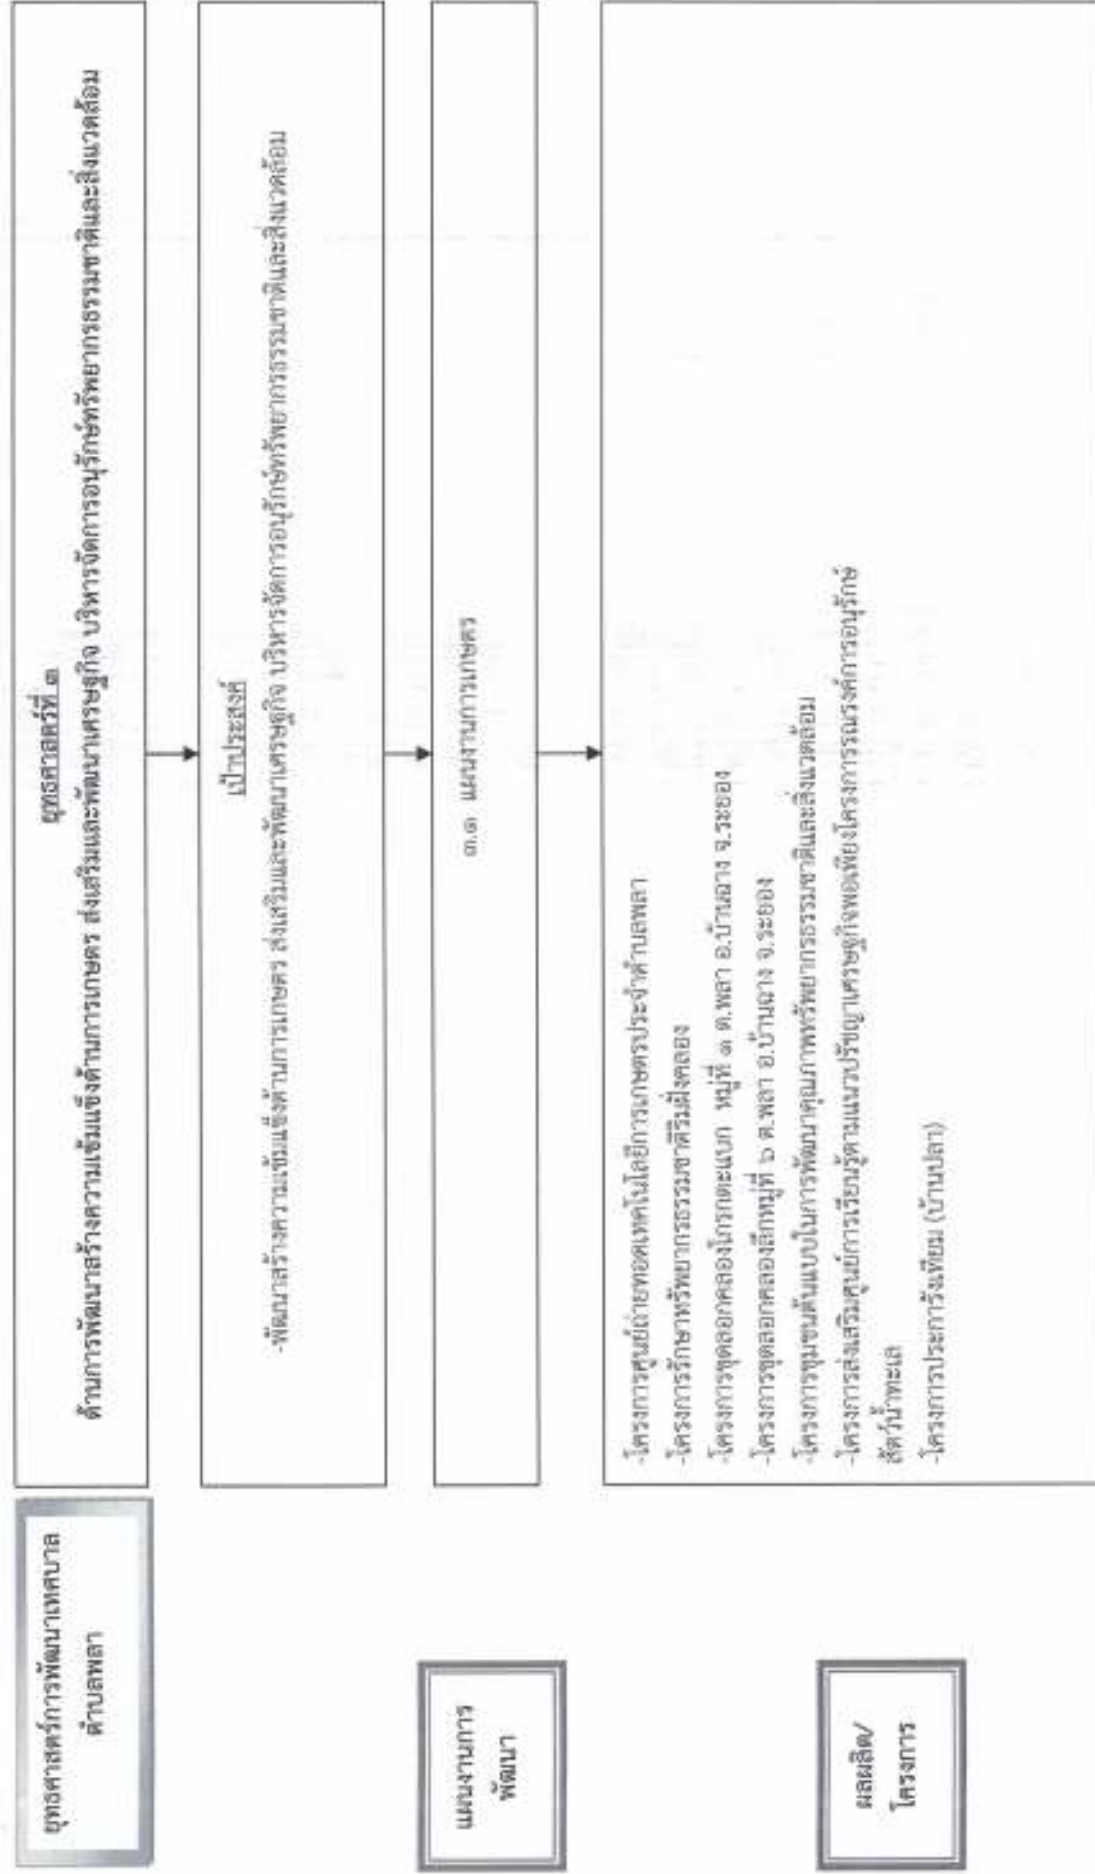 ยุทธศาสตร์การพัฒนาเทศบาล
ตำบลพลา
ยุทธศาสตร์ที่ ๓
ด้านการพัฒนาสร้างความเข้มแข็งด้านการเกษตร ส่งเสริมและพัฒนาเศรษฐกิจ บริหารจัดการอนุรักษ์ทรัพยากรธรรมชาติและสิ่งแวดล้อม
เป้าประสงค์
-พัฒนาสร้างความเข้มแข็งด้านการเกษตร ส่งเสริมและพัฒนาเศรษฐกิจ บริหารจัดการอนุรักษ์ทรัพยากรธรรมชาติและสิ่งแวดล้อม
แผนงานการ
พัฒนา
๓.๑ แผนงานการเกษตร
ผลผลิต/
โครงการ
-โครงการศูนย์ถ่ายทอดเทคโนโลยีการเกษตรประจำตำบลพลา
-โครงการรักษาทรัพยากรธรรมชาติริมฝั่งคลอง
-โครงการขุดลอกคลองโกรกตะแบก หมู่ที่ ๑ ต.พลา อ.บ้านฉาง จ.ระยอง
-โครงการขุดลอกคลองลึกหมู่ที่ ๖ ต.พลา อ.บ้านฉาง จ.ระยอง
-โครงการชุมชนต้นแบบในการพัฒนาคุณภาพทรัพยากรธรรมชาติและสิ่งแวดล้อม
-โครงการส่งเสริมศูนย์การเรียนรู้ตามแนวปรัชญาเศรษฐกิจพอเพียงโครงการรณรงค์การอนุรักษ์
สัตว์น้ำทะเล
-โครงการประการังเทียม (บ้านปลา)